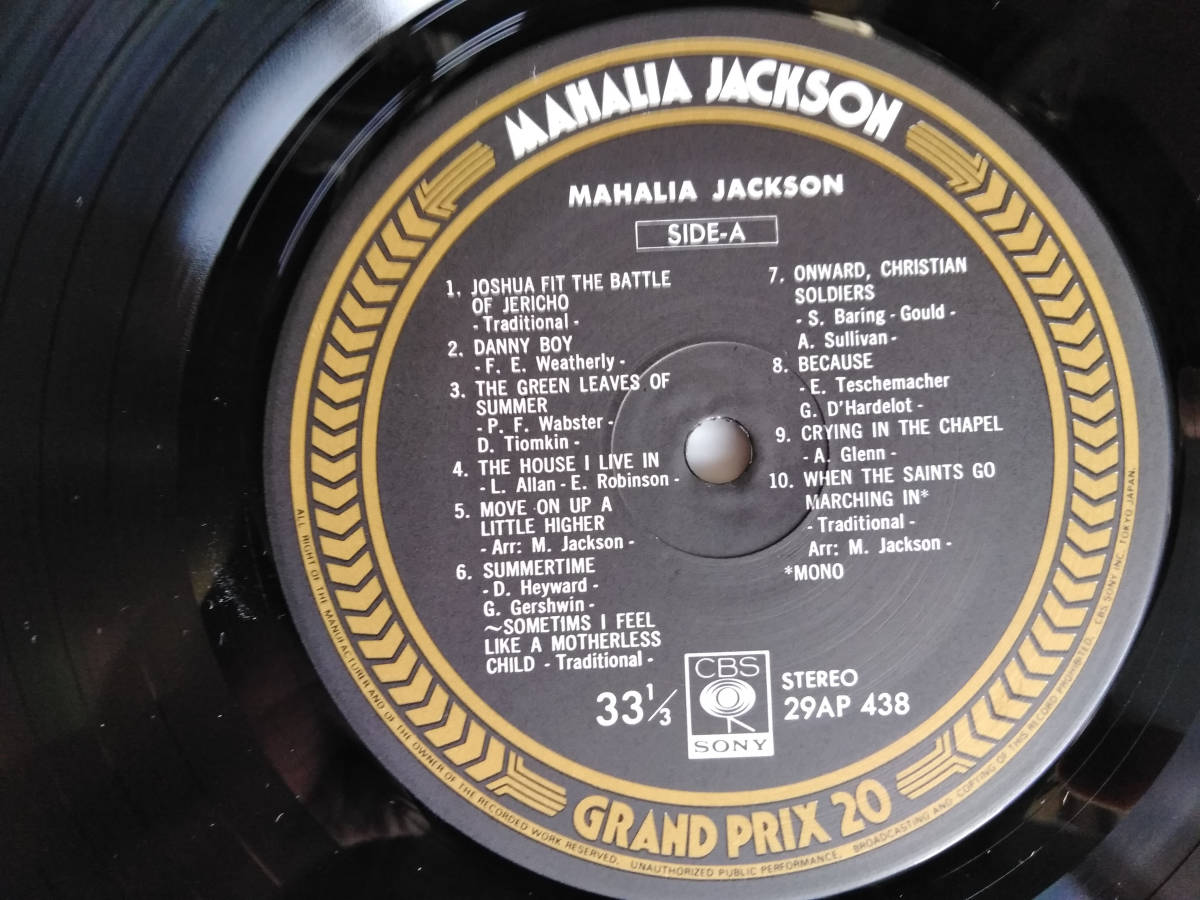 MAHALIA JACKSON
MAHALIA JACKSON
SIDE-A
1. JOSHUA FIT THE BATTLE
OF JERICHO
- Traditional -
2. DANNY BOY
- F. E. Weatherly -
3. THE GREEN LEAVES OF
SUMMER
- P. F. Wabster -
D. Tiomkin -
4. THE HOUSE I LIVE IN
- L. Allan - E. Robinson -
5. MOVE ON UP A
LITTLE HIGHER
- Arr: M. Jackson -
6. SUMMERTIME
- D. Heyward -
G. Gershwin -
~SOMETIMS I FEEL
LIKE A MOTHERLESS
CHILD - Traditional -
7. ONWARD, CHRISTIAN
SOLDIERS
- S. Baring - Gould -
A. Sullivan -
8. BECAUSE
- E. Teschemacher
G. D'Hardelot -
9. CRYING IN THE CHAPEL
- A. Glenn -
10. WHEN THE SAINTS GO
MARCHING IN*
- Traditional -
Arr: M. Jackson -
*MONO
33 1/3
CBS
SONY
STEREO
29AP 438
GRAND PRIX 20
ALL RIGHT OF THE MANUFACTURER AND OF THE OWNER OF THE RECORDED WORK RESERVED. UNAUTHORIZED PUBLIC PERFORMANCE, BROADCASTING AND COPYING OF THIS RECORD PROHIBITED. CBS/SONY INC. TOKYO JAPAN.